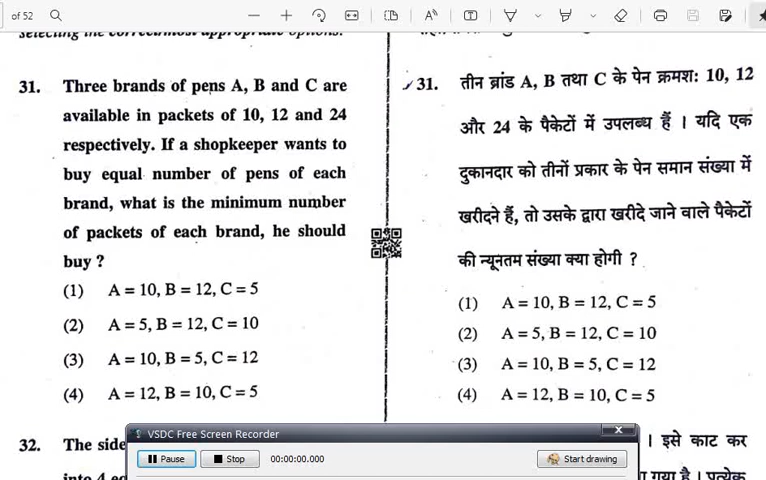 of 52
selecting the correct/most appropriate options.
31. Three brands of pens A, B and C are
available in packets of 10, 12 and 24
respectively. If a shopkeeper wants to
buy equal number of pens of each
brand, what is the minimum number
of packets of each brand, he should
buy ?
(1) A = 10, B = 12, C = 5
(2) A = 5, B = 12, C = 10
(3) A = 10, B = 5, C = 12
(4) A = 12, B = 10, C = 5
32. The side
into 4
31. तीन ब्रांड A, B तथा C के पेन क्रमशः 10, 12
और 24 के पैकेटों में उपलब्ध हैं । यदि एक
दुकानदार को तीनों प्रकार के पेन समान संख्या में
खरीदने हैं, तो उसके द्वारा खरीदे जाने वाले पैकेटों
की न्यूनतम संख्या क्या होगी ?
(1) A = 10, B = 12, C = 5
(2) A = 5, B = 12, C = 10
(3) A = 10, B = 5, C = 12
(4) A = 12, B = 10, C = 5
। इसे काट कर
गया है । प्रत्येक
VSDC Free Screen Recorder
Pause Stop 00:00:00.000 Start drawing